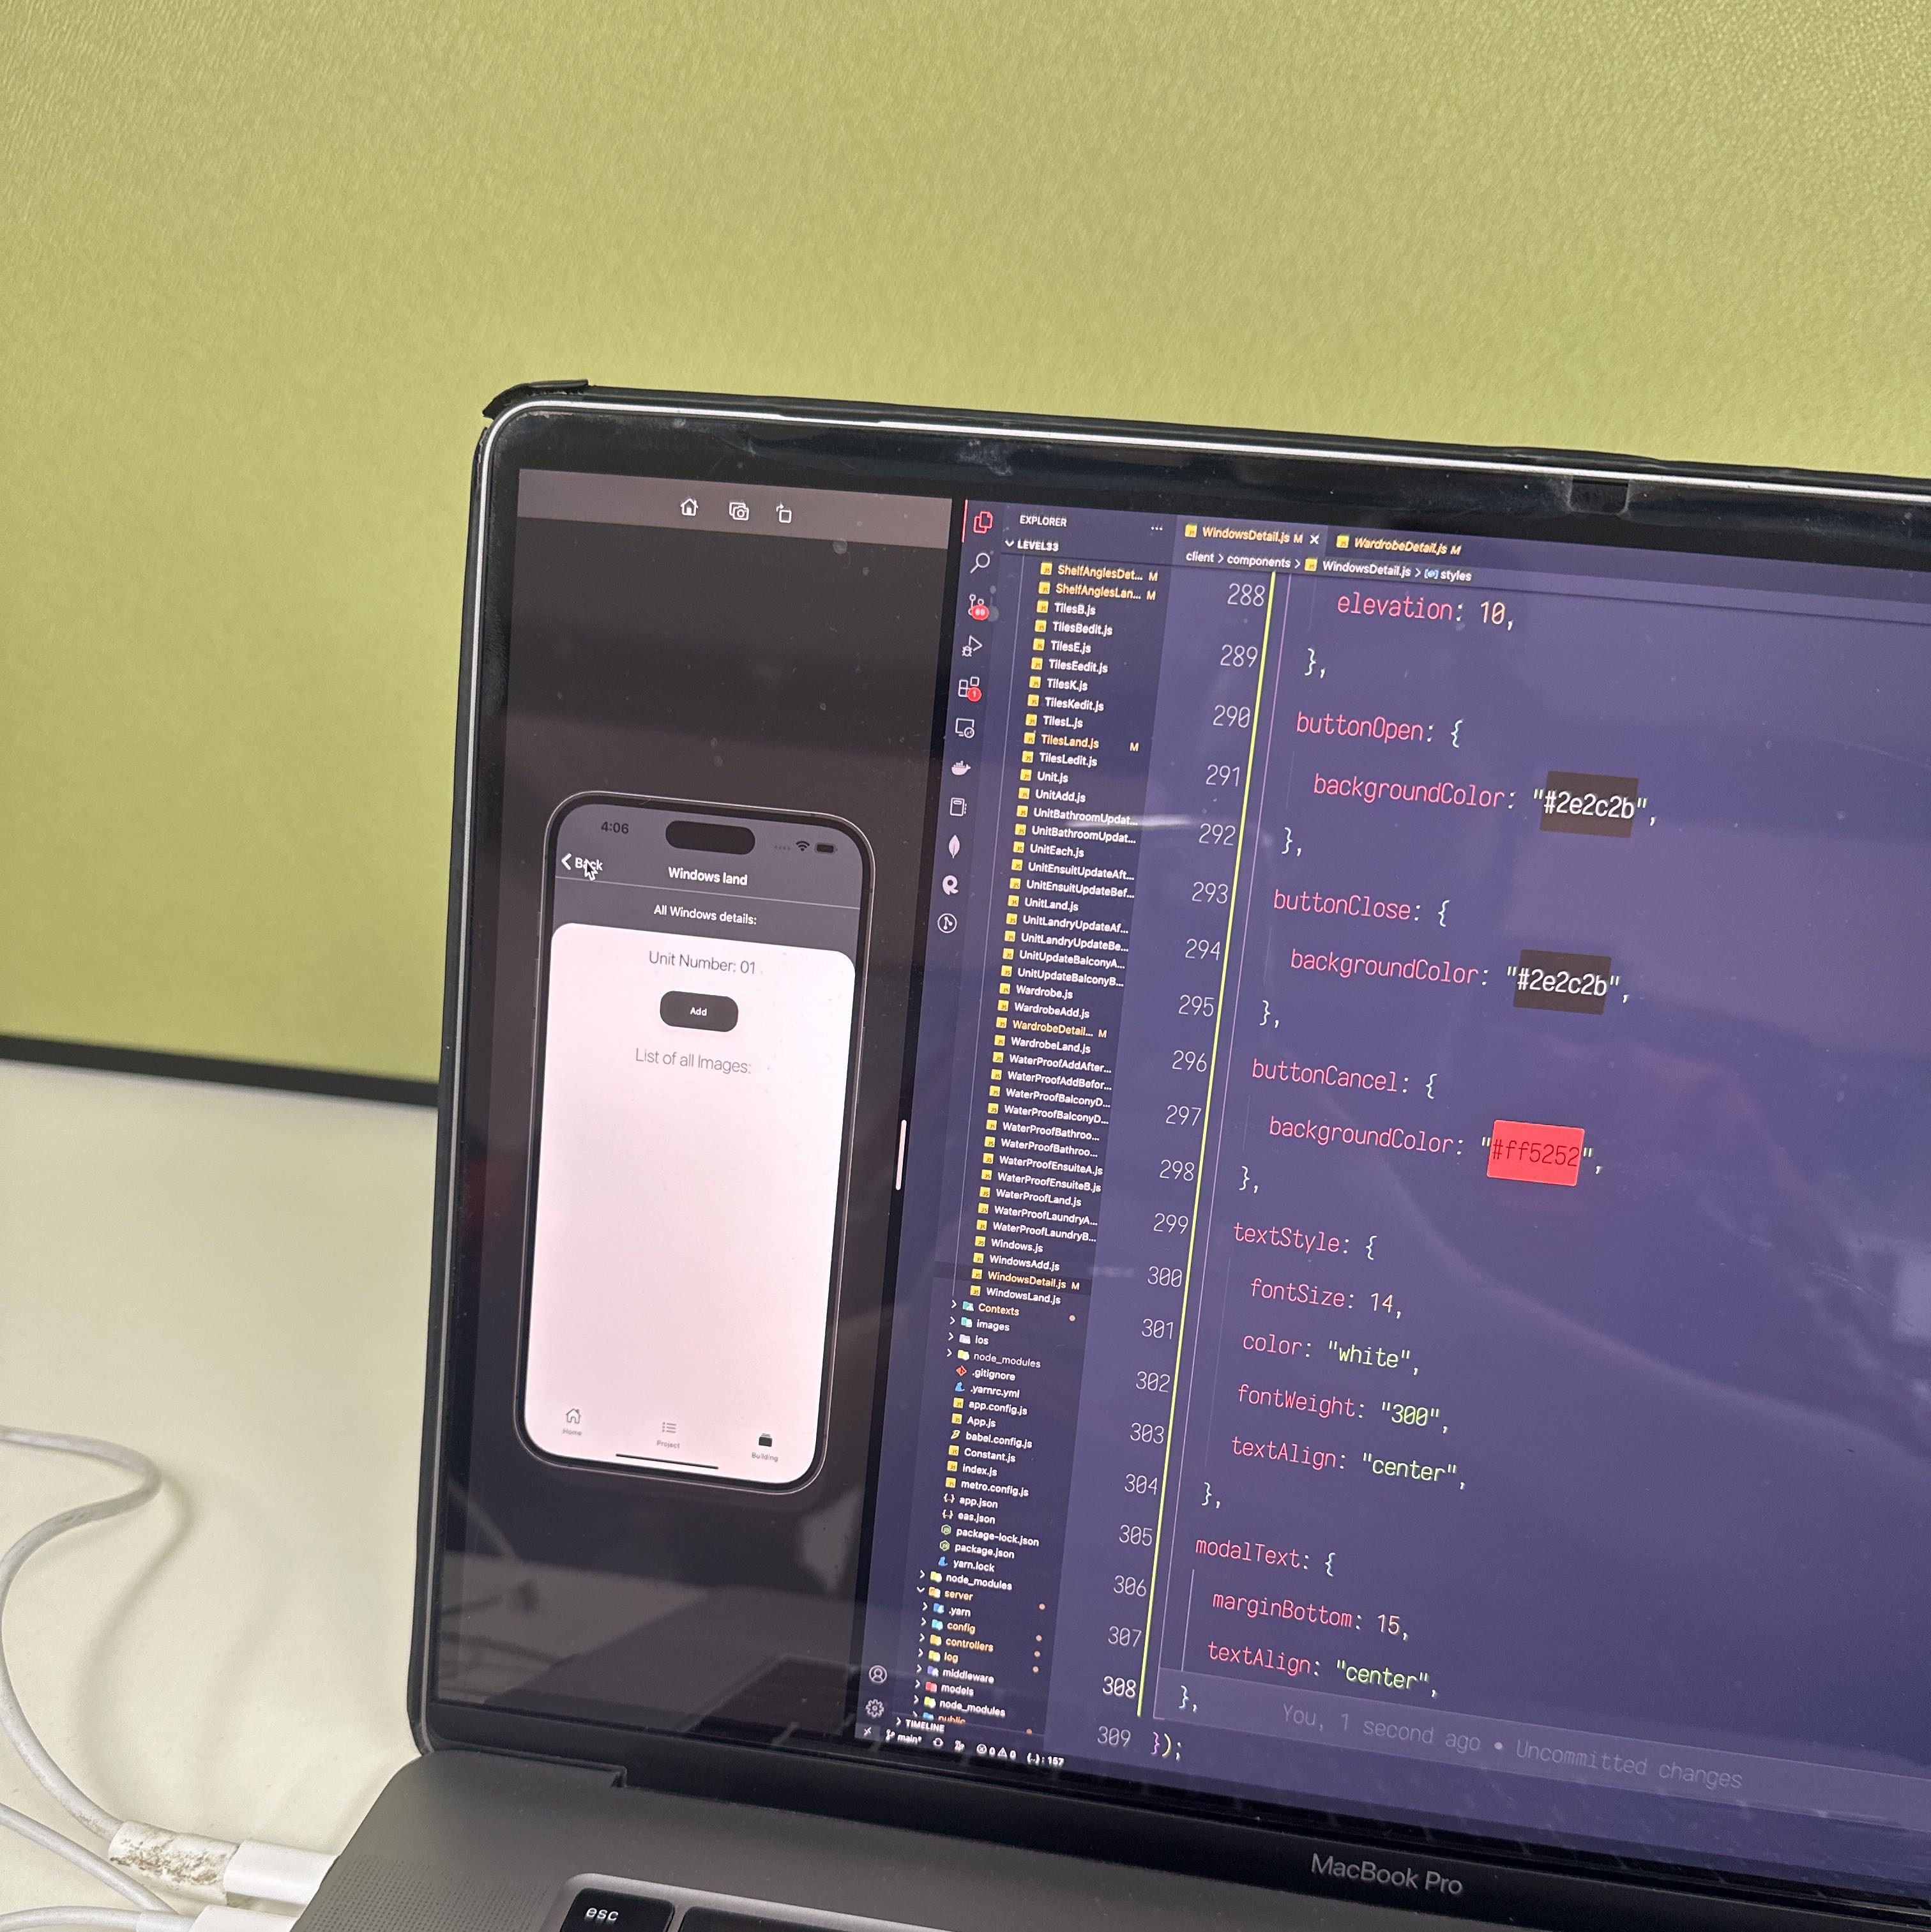 4:06
Back
Windows land
All Windows details:
Unit Number: 01
Add
List of all Images:
Home
Project
Building
EXPLORER
...
LEVEL33
ShelfAnglesDet... M
ShelfAnglesLan... M
TilesB.js
TilesBedit.js
TilesE.js
TilesEedit.js
TilesK.js
TilesKedit.js
TilesL.js
TilesLand.js M
TilesLedit.js
Unit.js
UnitAdd.js
UnitBathroomUpdat...
UnitBathroomUpdat...
UnitEach.js
UnitEnsuitUpdateAft...
UnitEnsuitUpdateBef...
UnitLand.js
UnitLandryUpdateAf...
UnitLandryUpdateBe...
UnitUpdateBalconyA...
UnitUpdateBalconyB...
Wardrobe.js
WardrobeAdd.js
WardrobeDetail... M
WardrobeLand.js
WaterProofAddAfter...
WaterProofAddBefor...
WaterProofBalconyD...
WaterProofBalconyD...
WaterProofBathroo...
WaterProofBathroo...
WaterProofEnsuiteA.js
WaterProofEnsuiteB.js
WaterProofLand.js
WaterProofLaundryA...
WaterProofLaundryB...
Windows.js
WindowsAdd.js
WindowsDetail.js M
WindowsLand.js
Contexts
images
ios
node_modules
.gitignore
.yarnrc.yml
app.config.js
App.js
babel.config.js
Constant.js
index.js
metro.config.js
app.json
eas.json
package-lock.json
package.json
yarn.lock
node_modules
server
.yarn
config
controllers
log
middleware
models
node_modules
public
TIMELINE
main* 0 0 {..}: 157
89
1
WindowsDetail.js M
WardrobeDetail.js M
client > components > WindowsDetail.js > styles
288 elevation: 10,
289 },
290 buttonOpen: {
291 backgroundColor: "#2e2c2b",
292 },
293 buttonClose: {
294 backgroundColor: "#2e2c2b",
295 },
296 buttonCancel: {
297 backgroundColor: "#ff5252",
298 },
299 textStyle: {
300 fontSize: 14,
301 color: "white",
302 fontWeight: "300",
303 textAlign: "center",
304 },
305 modalText: {
306 marginBottom: 15,
307 textAlign: "center",
308 }, You, 1 second ago • Uncommitted changes
309 });
MacBook Pro
esc